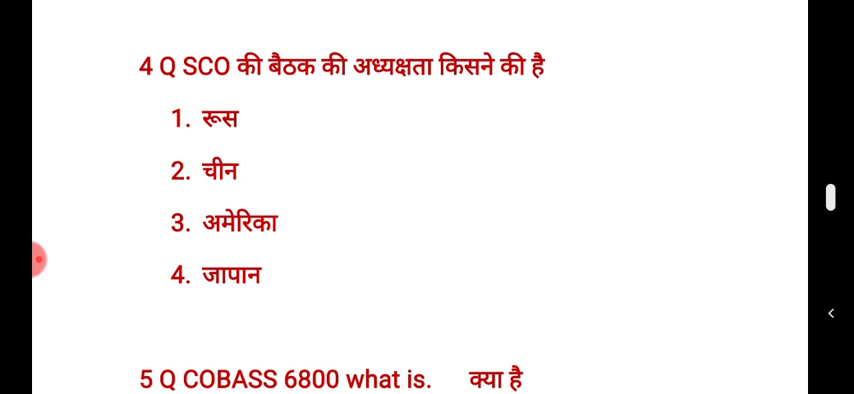 4 Q SCO की बैठक की अध्यक्षता किसने की है
1. रूस
2. चीन
3. अमेरिका
4. जापान
5 Q COBASS 6800 what is. क्या है